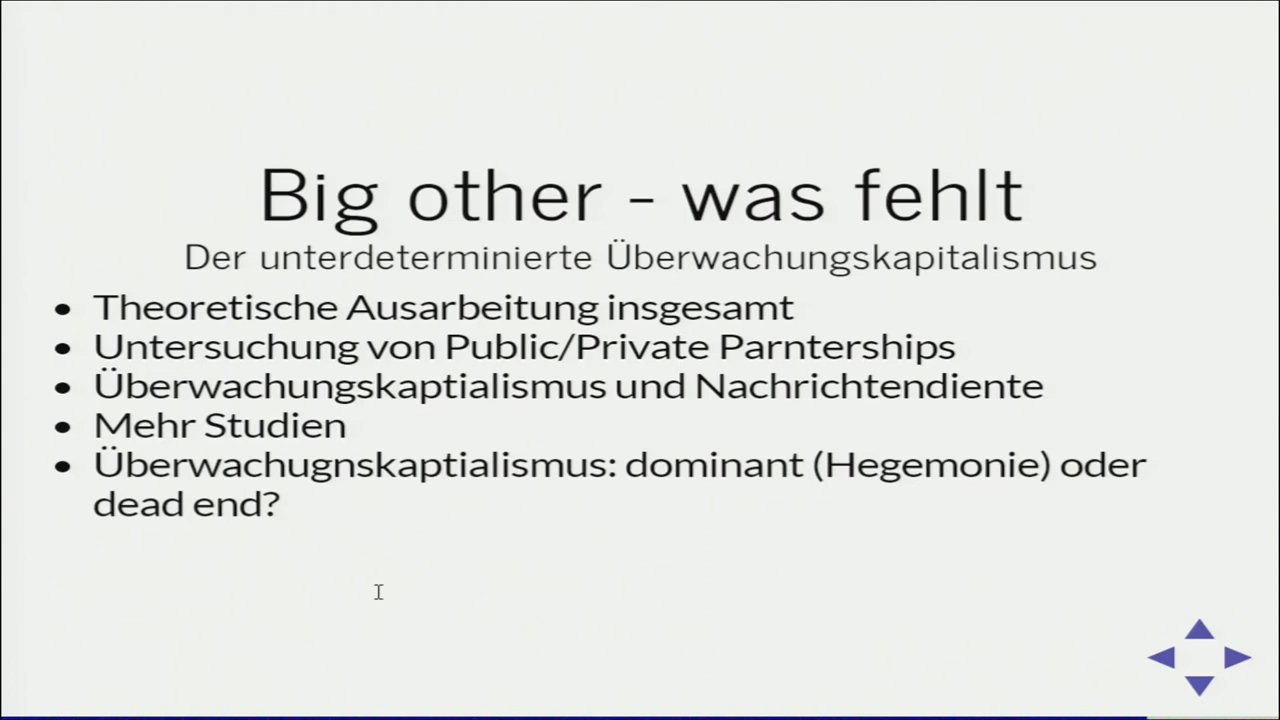 Big other - was fehlt
Der unterdeterminierte Überwachungskapitalismus
• Theoretische Ausarbeitung insgesamt
• Untersuchung von Public/Private Parnterships
• Überwachungskaptialismus und Nachrichtendiente
• Mehr Studien
• Überwachugnskaptialismus: dominant (Hegemonie) oder
dead end?